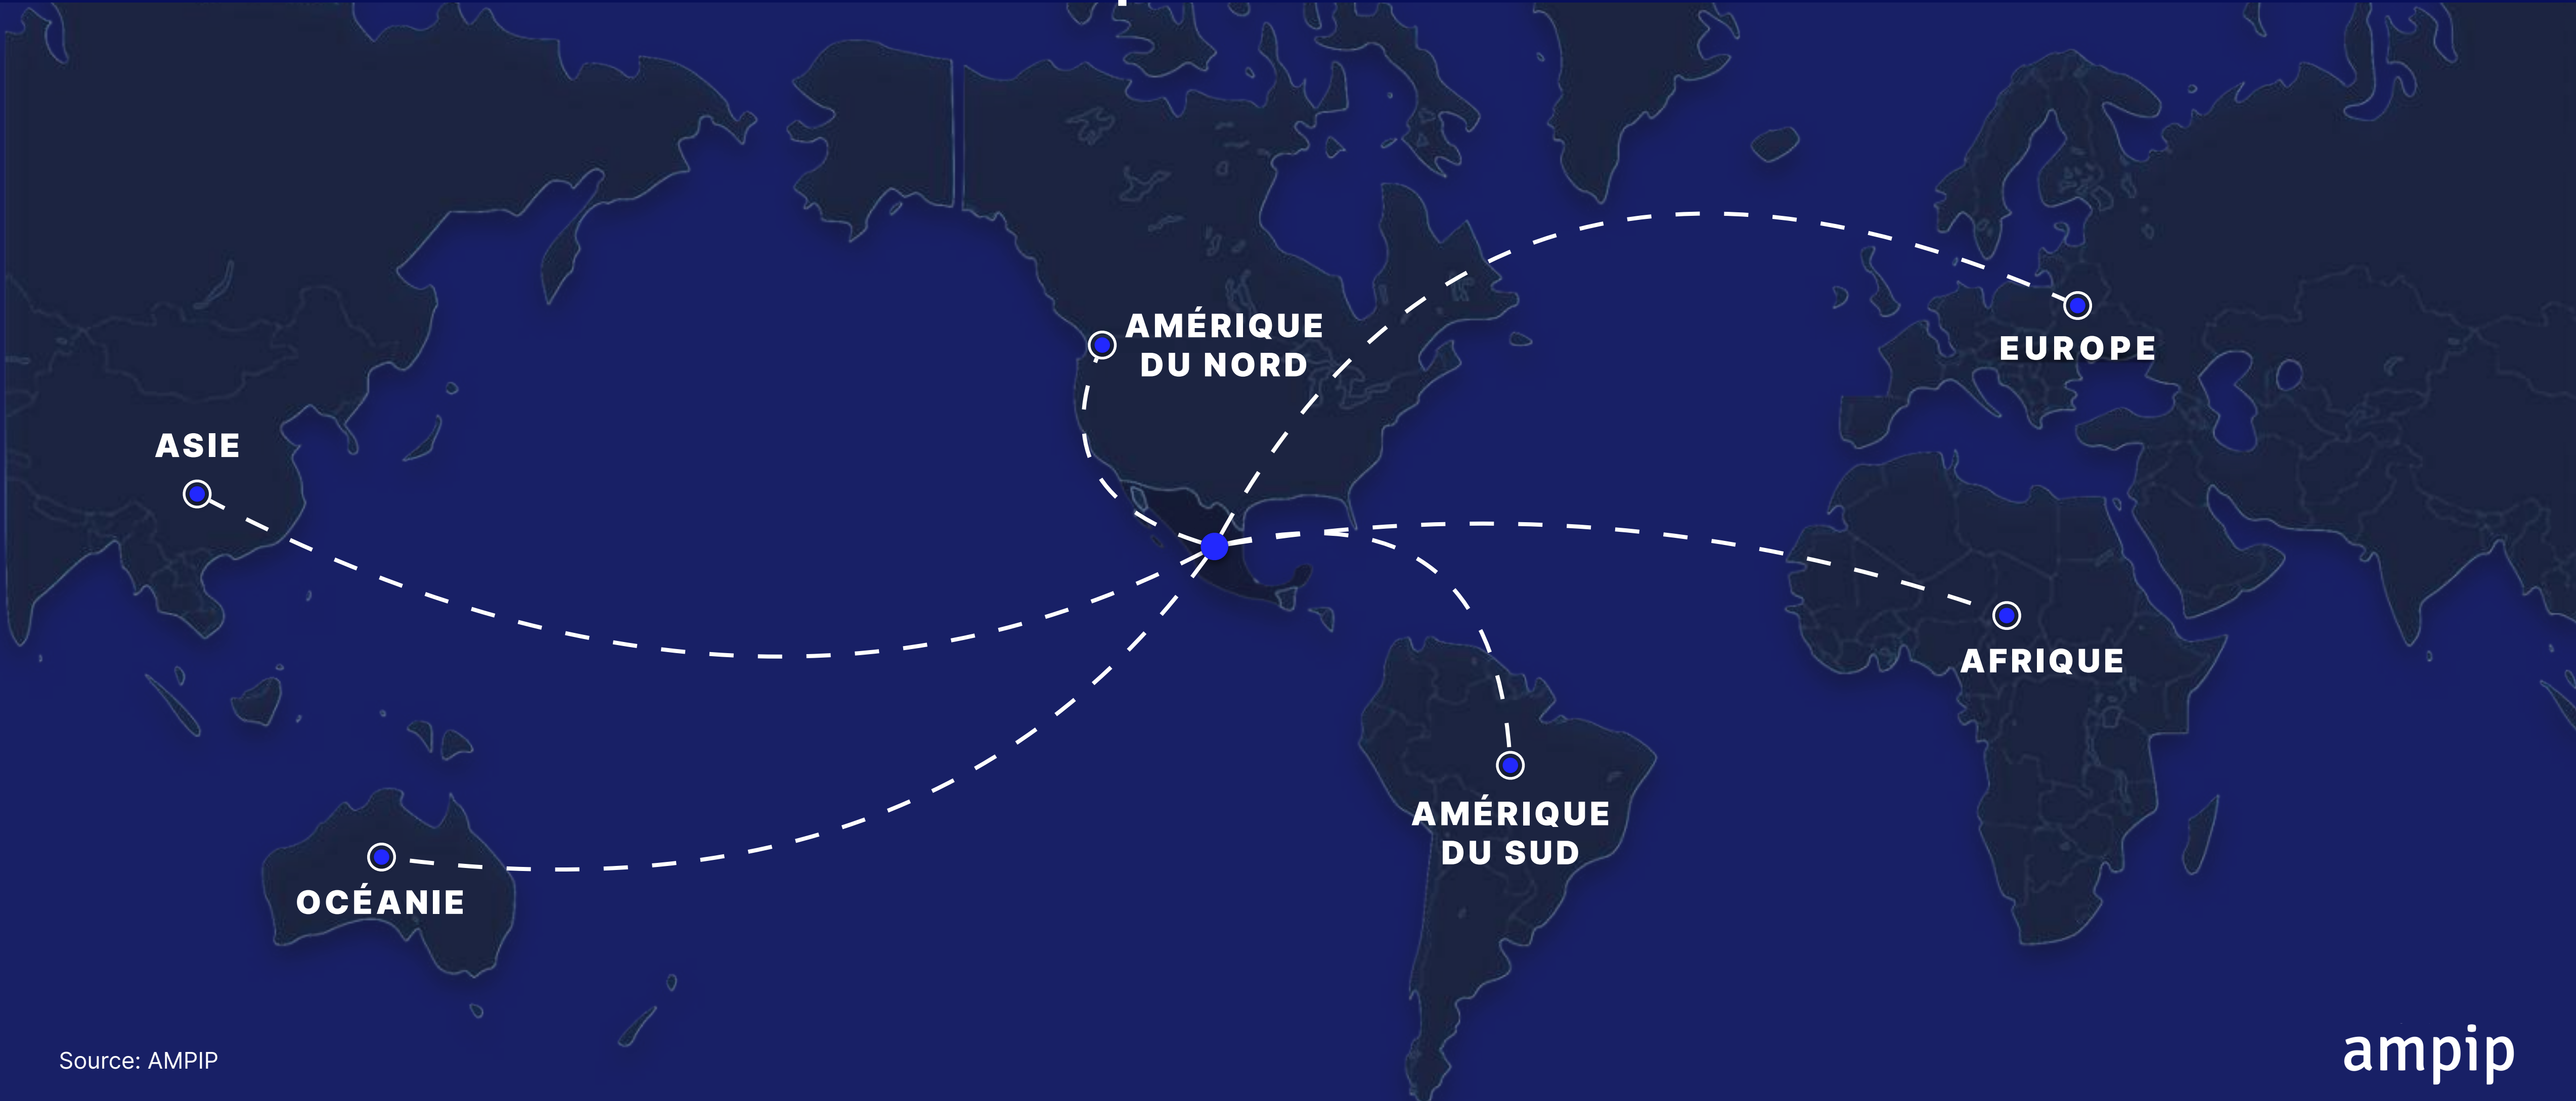 AMÉRIQUE
DU NORD
EUROPE
ASIE
AFRIQUE
AMÉRIQUE
DU SUD
OCÉANIE
Source: AMPIP
ampip